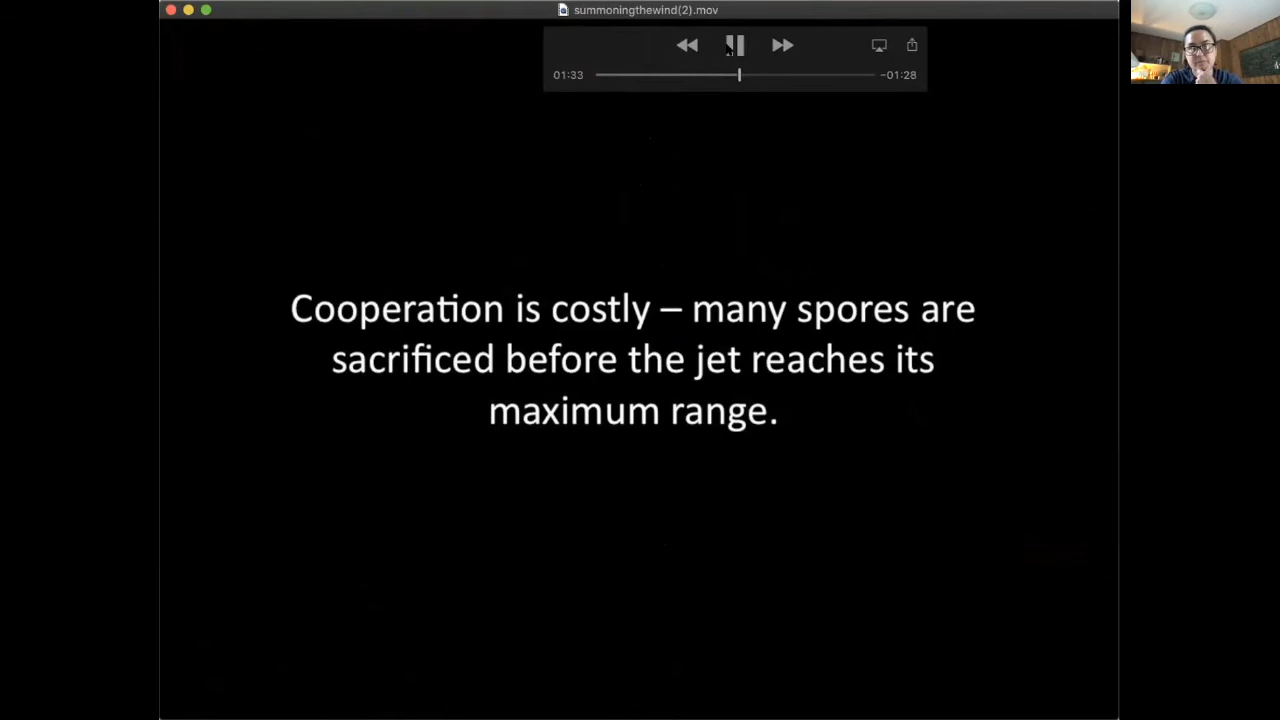 summoningthewind(2).mov
01:33
-01:28
Cooperation is costly – many spores are
sacrificed before the jet reaches its
maximum range.